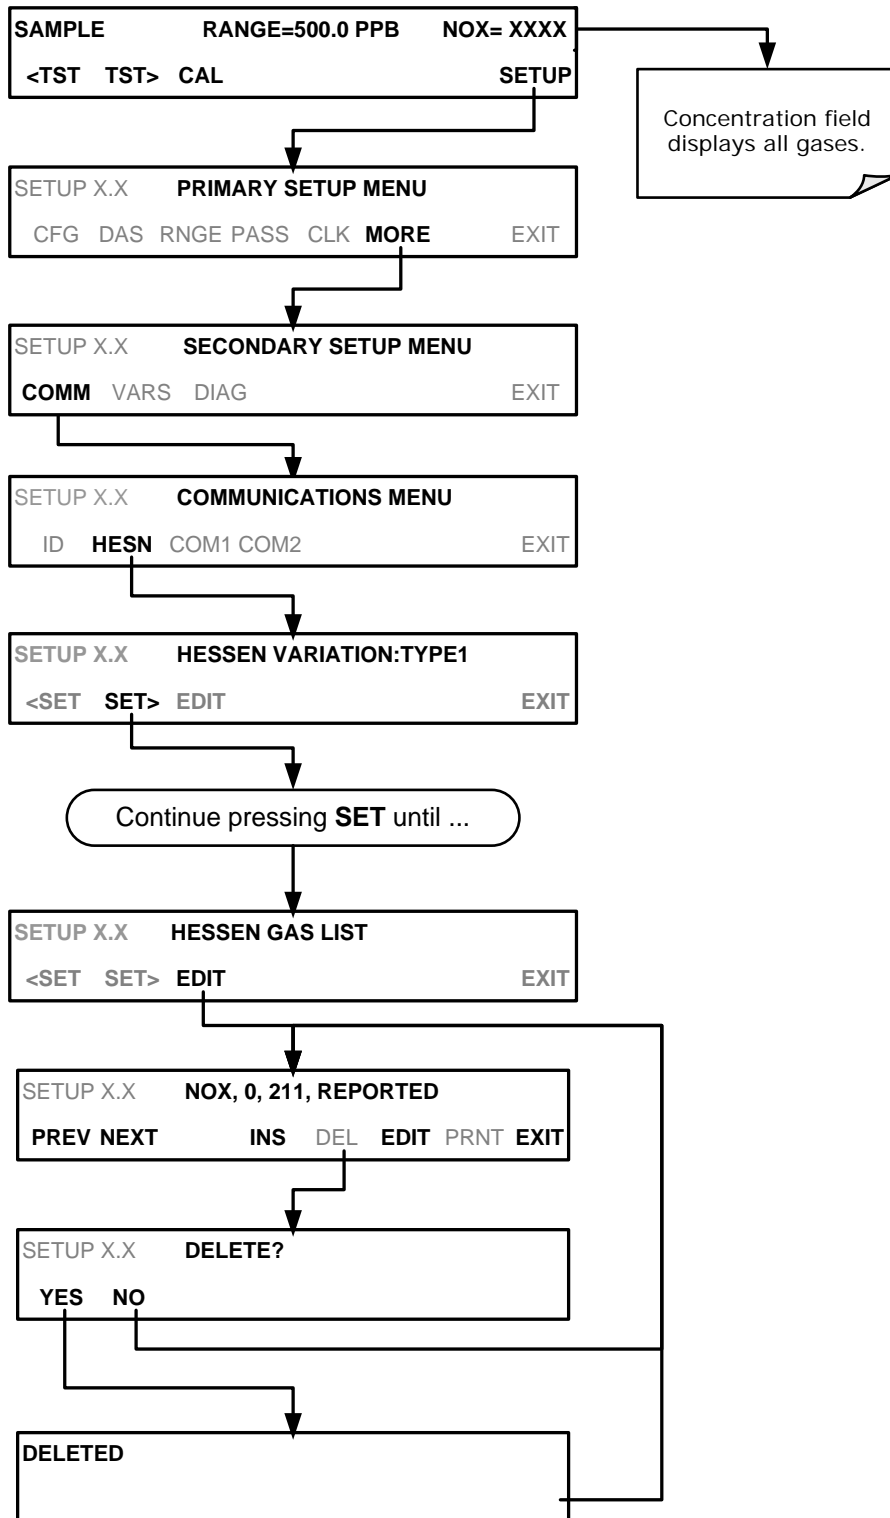 SAMPLE RANGE=500.0 PPB NOX= XXXX
<TST TST> CAL SETUP
Concentration field
displays all gases.
SETUP X.X PRIMARY SETUP MENU
CFG DAS RNGE PASS CLK MORE EXIT
SETUP X.X SECONDARY SETUP MENU
COMM VARS DIAG EXIT
SETUP X.X COMMUNICATIONS MENU
ID HESN COM1 COM2 EXIT
SETUP X.X HESSEN VARIATION:TYPE1
<SET SET> EDIT EXIT
Continue pressing SET until ...
SETUP X.X HESSEN GAS LIST
<SET SET> EDIT EXIT
SETUP X.X NOX, 0, 211, REPORTED
PREV NEXT INS DEL EDIT PRNT EXIT
SETUP X.X DELETE?
YES NO
DELETED